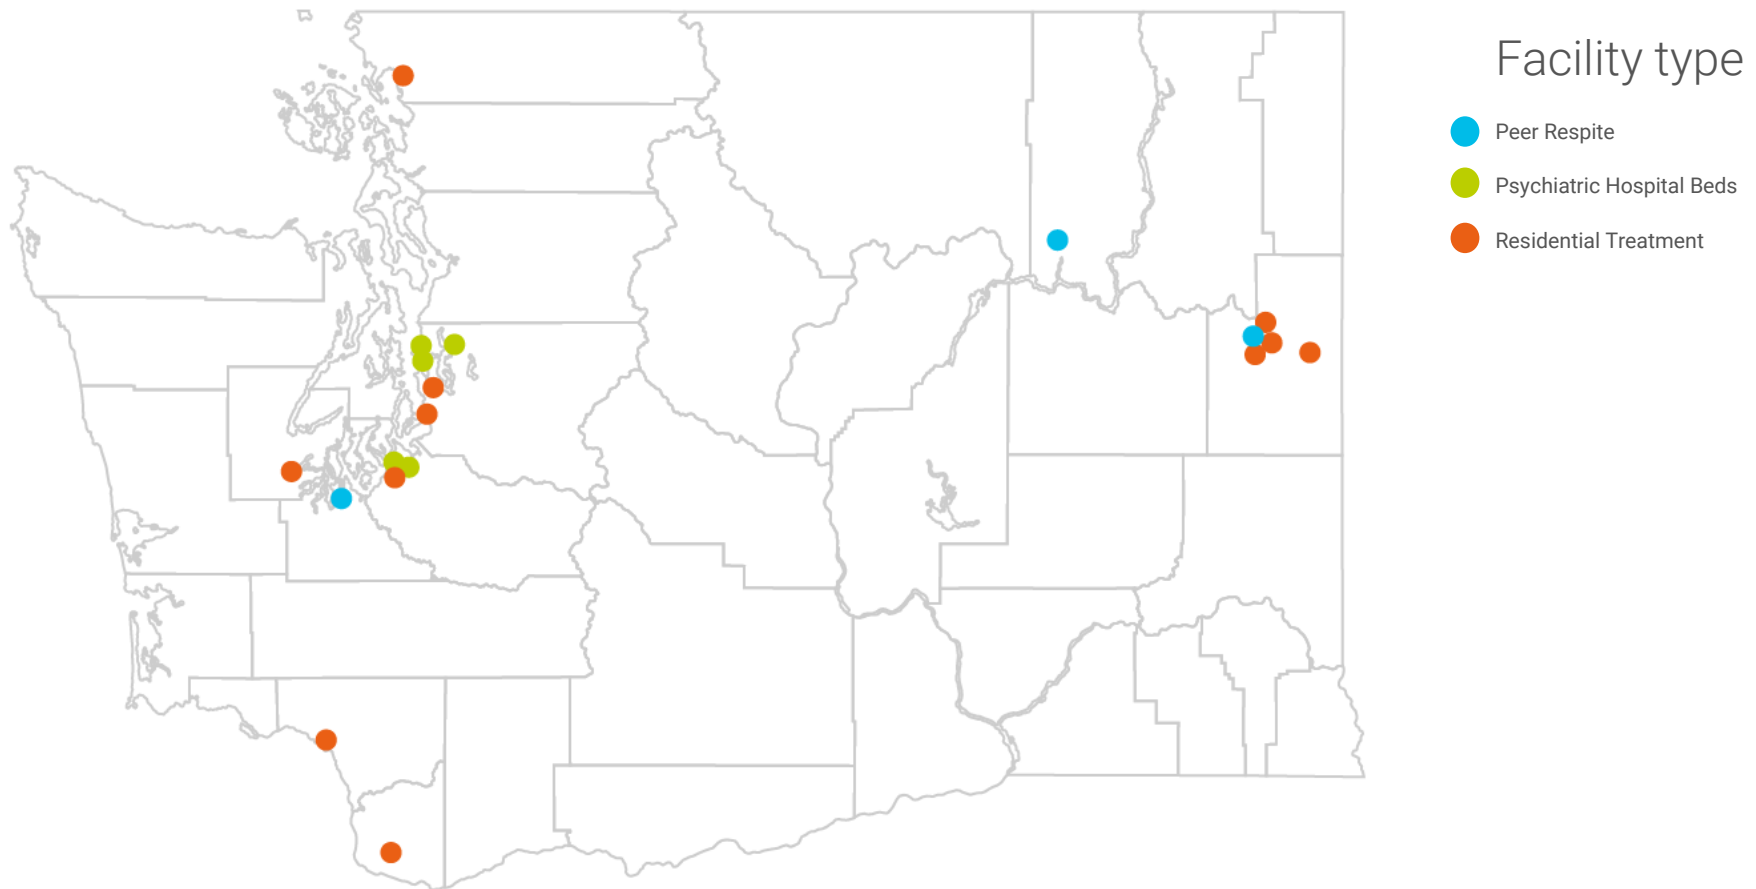 Facility type
Peer Respite
Psychiatric Hospital Beds
Residential Treatment